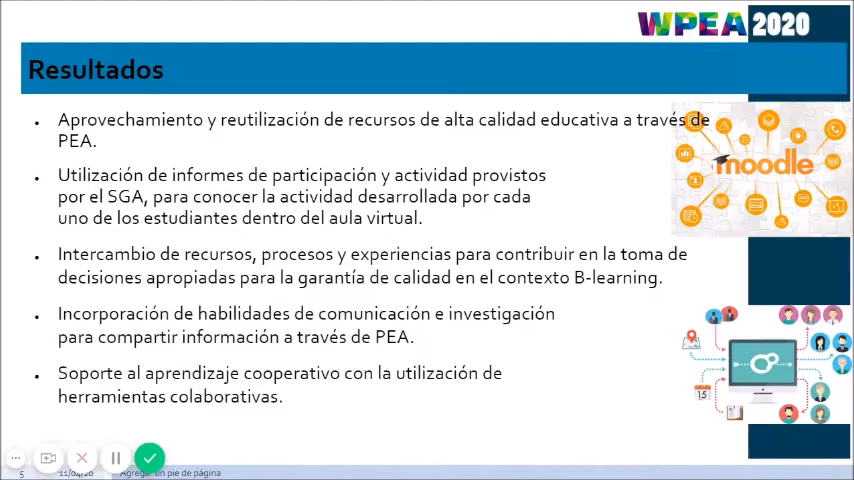 WPEA 2020
Resultados
• Aprovechamiento y reutilización de recursos de alta calidad educativa a través de
PEA.
• Utilización de informes de participación y actividad provistos
por el SGA, para conocer la actividad desarrollada por cada
uno de los estudiantes dentro del aula virtual.
• Intercambio de recursos, procesos y experiencias para contribuir en la toma de
decisiones apropiadas para la garantía de calidad en el contexto B-learning.
• Incorporación de habilidades de comunicación e investigación
para compartir información a través de PEA.
• Soporte al aprendizaje cooperativo con la utilización de
herramientas colaborativas.
moodle
15
5 11/04/20 Agregar un pie de página